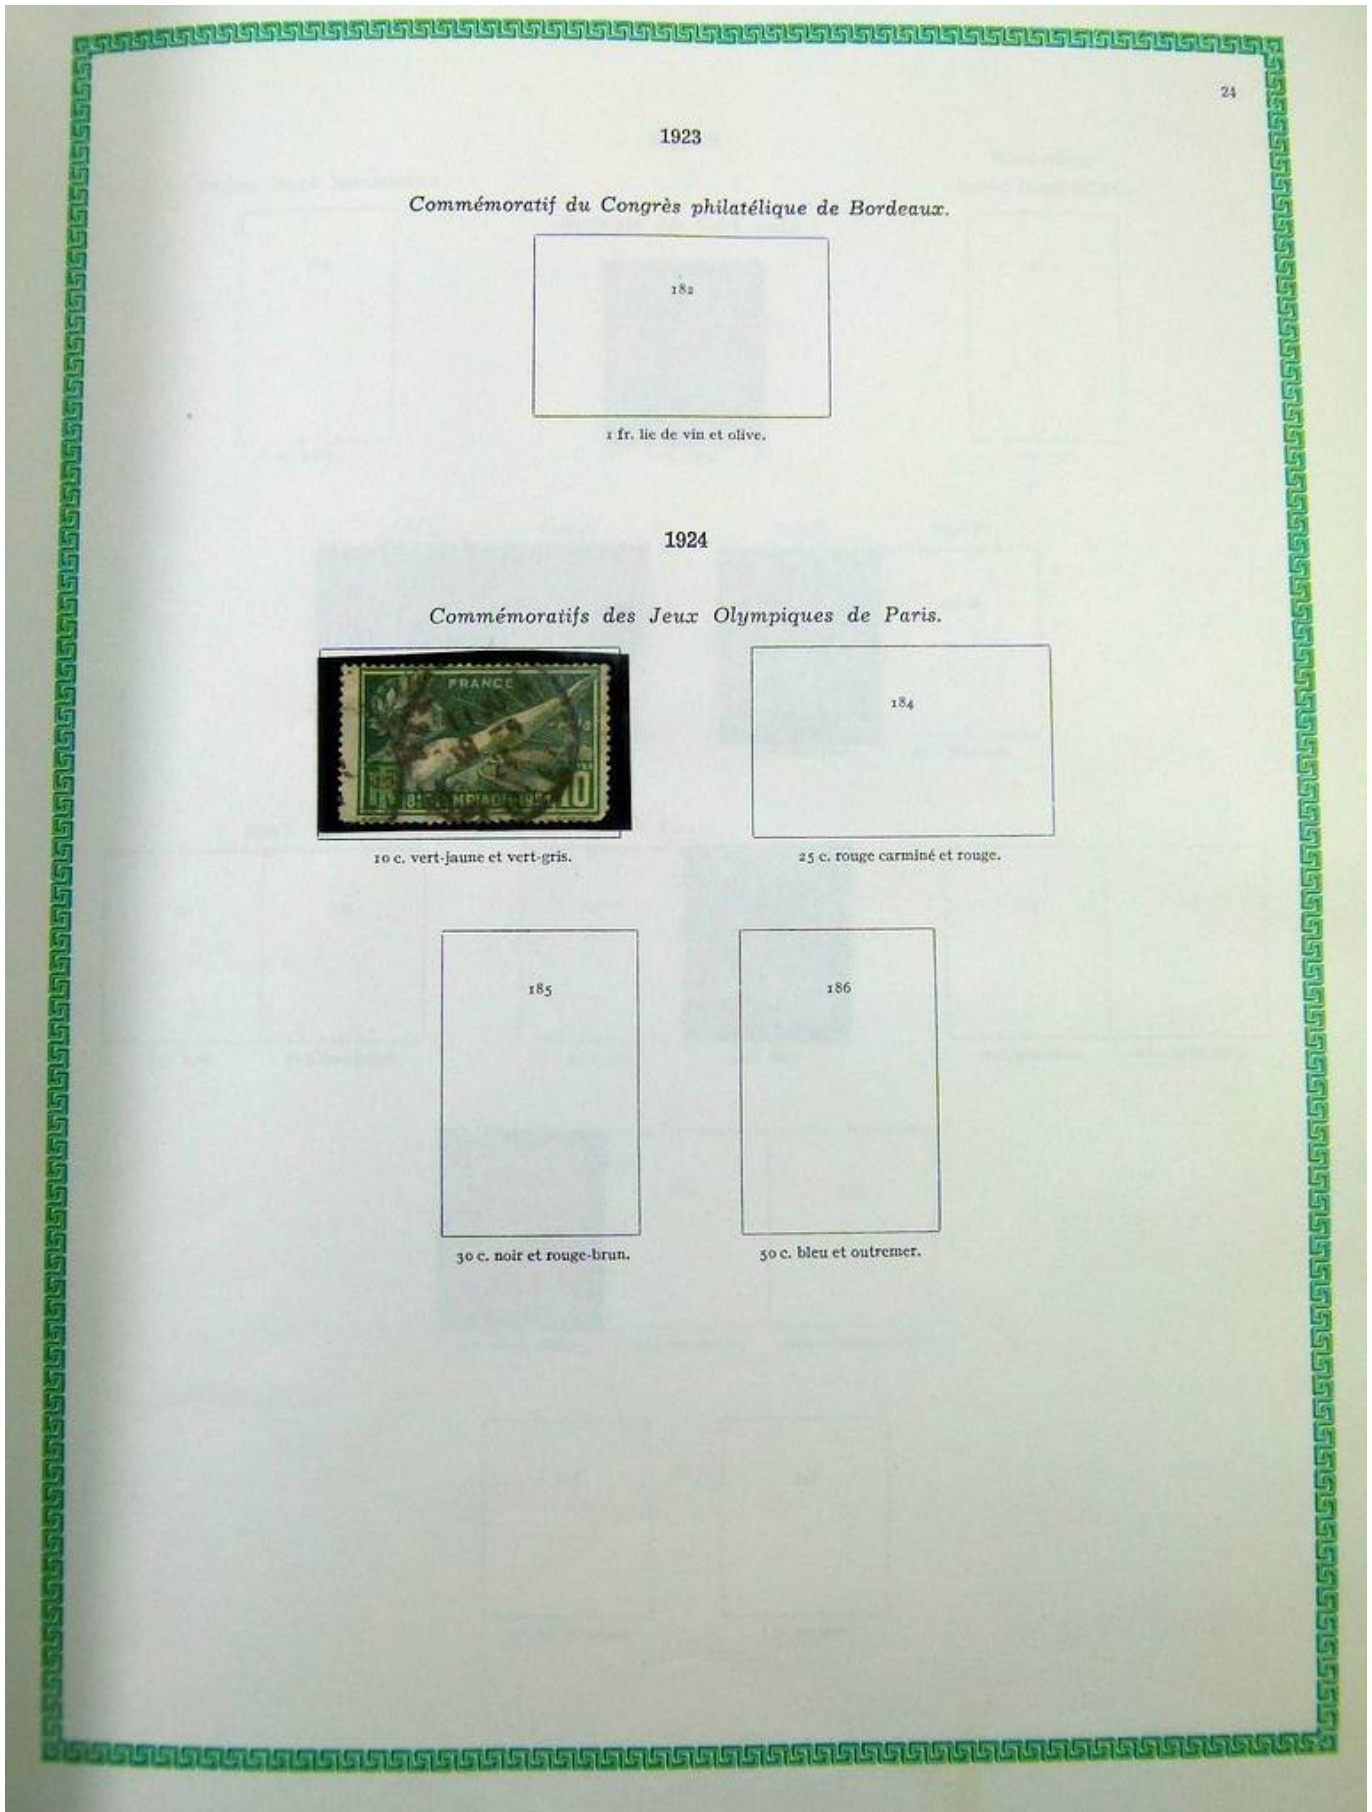 24
1923
Commémoratif du Congrès philatélique de Bordeaux.
182
1 fr. lie de vin et olive.
1924
Commémoratifs des Jeux Olympiques de Paris.
FRANCE
10
184
10 c. vert-jaune et vert-gris.
25 c. rouge carminé et rouge.
185
186
30 c. noir et rouge-brun.
50 c. bleu et outremer.